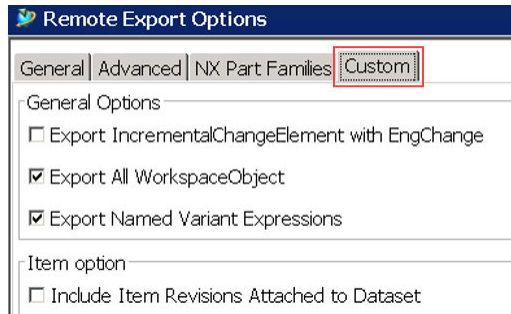 Remote Export Options
General Advanced NX Part Families Custom
General Options
Export IncrementalChangeElement with EngChange
Export All WorkspaceObject
Export Named Variant Expressions
Item option
Include Item Revisions Attached to Dataset